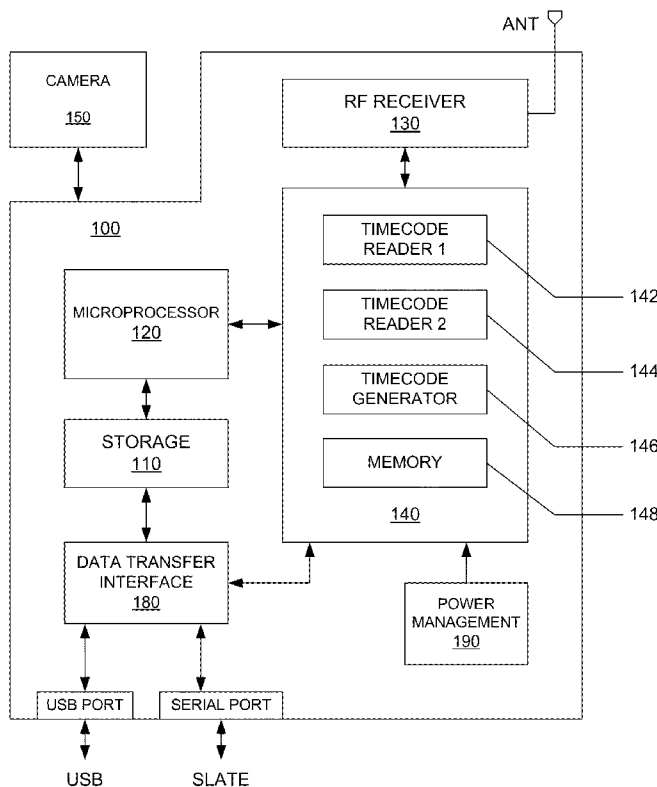 ANT
CAMERA
150
RF RECEIVER
130
100
TIMECODE
READER 1
142
MICROPROCESSOR
120
TIMECODE
READER 2
144
TIMECODE
GENERATOR
146
STORAGE
110
MEMORY
148
140
DATA TRANSFER
INTERFACE
180
POWER
MANAGEMENT
190
USB PORT
SERIAL PORT
USB
SLATE